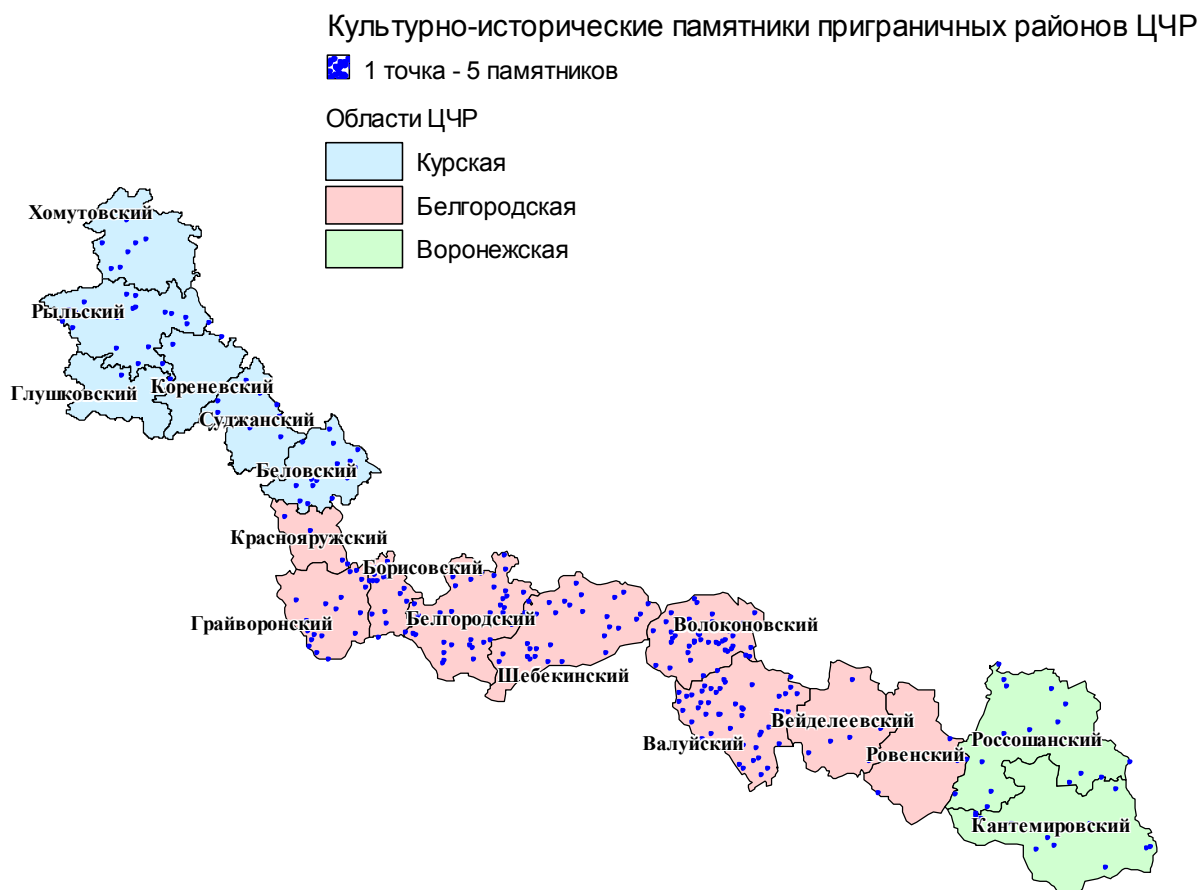 Культурно-исторические памятники приграничных районов ЦЧР
1 точка - 5 памятников
Области ЦЧР
Курская
Белгородская
Воронежская
Хомутовский
Рыльский
Глушковский
Кореневский
Суджанский
Беловский
Краснояружский
Борисовский
Грайворонский
Белгородский
Волоконовский
Шебекинский
Вейделеевский
Валуйский
Россошанский
Ровенский
Кантемировский